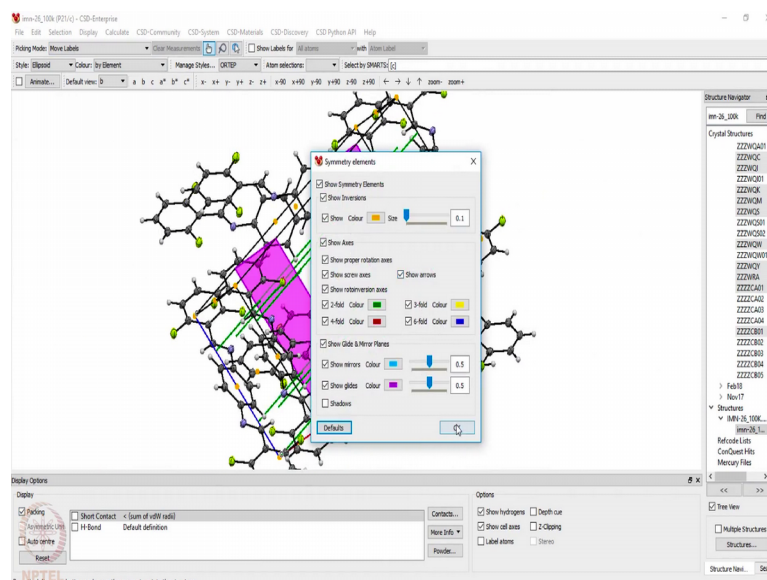 imn-26_100k (P21/c) - CSD-Enterprise
File Edit Selection Display Calculate CSD-Community CSD-System CSD-Materials CSD-Discovery CSD Python API Help
Picking Mode: Move Labels Clear Measurements Show Labels for All atoms with Atom Label
Style: Ellipsoid Colour: by Element Manage Styles... ORTEP Atom selections: Select by SMARTS: [c]
Animate... Default view: b a b c a* b* c* x- x+ y- y+ z- z+ x-90 x+90 y-90 y+90 z-90 z+90 ← → ↓ ↑ zoom- zoom+
Structure Navigator
imn-26_100k Find
Crystal Structures
ZZZWQA01
ZZZWQC
ZZZWQI
ZZZWQI01
ZZZWQK
ZZZWQM
ZZZWQS
ZZZWQS01
ZZZWQS02
ZZZWQW
ZZZWQW01
ZZZWQY
ZZZWRA
ZZZZCA01
ZZZZCA02
ZZZZCA03
ZZZZCA04
ZZZZCB01
ZZZZCB02
ZZZZCB03
ZZZZCB04
ZZZZCB05
Feb18
Nov17
Structures
IMN-26_100K...
imn-26_1...
Refcode Lists
ConQuest Hits
Mercury Files
<< >>
Tree View
Multiple Structures
Structures...
Structure Navi...
Symmetry elements X
Show Symmetry Elements
Show Inversions
Show Colour Size 0.1
Show Axes
Show proper rotation axes
Show screw axes Show arrows
Show rotoinversion axes
2-fold Colour 3-fold Colour
4-fold Colour 6-fold Colour
Show Glide & Mirror Planes
Show mirrors Colour 0.5
Show glides Colour 0.5
Shadows
Defaults
Display Options
Display
Packing
Asymmetric Unit
Auto centre
Reset
Short Contact < (sum of vdW radii)
H-Bond Default definition
Contacts...
More Info
Powder...
Options
Show hydrogens Depth cue
Show cell axes Z-Clipping
Label atoms Stereo
NPTEL